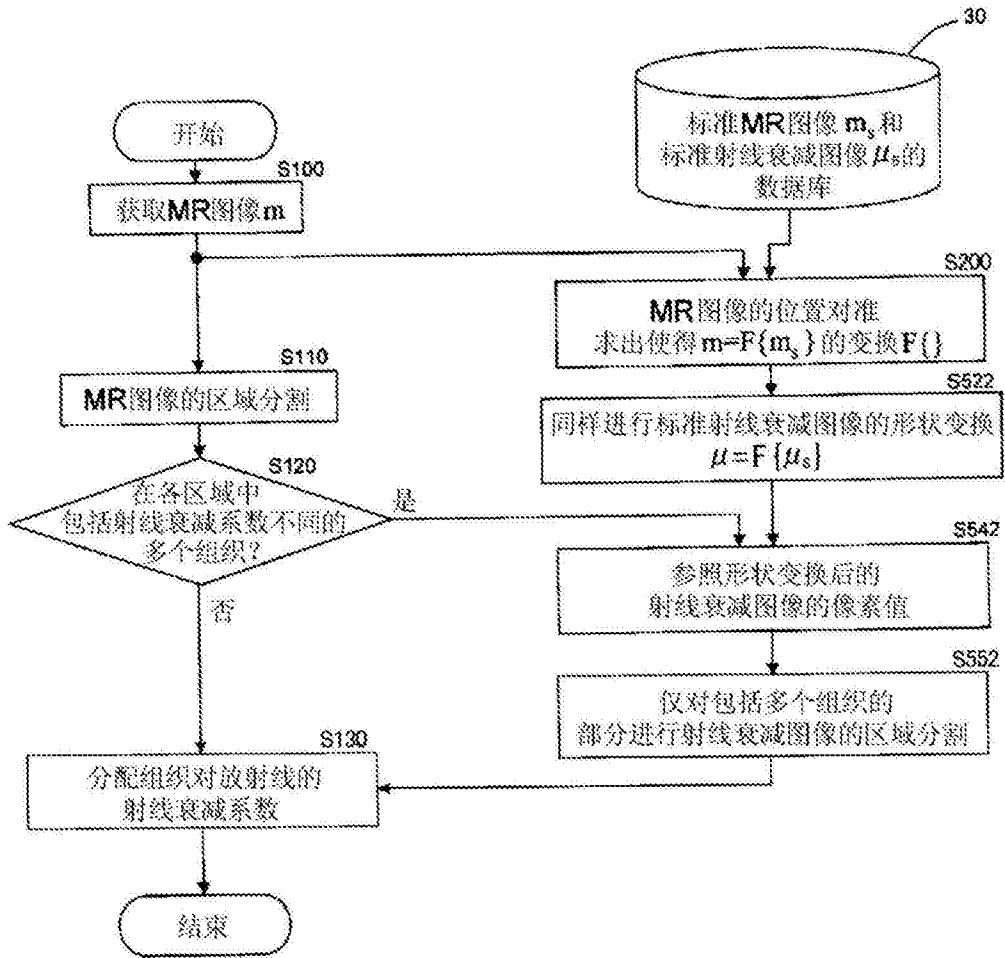 30
标准MR图像 mₛ和
标准射线衰减图像 μₛ的
数据库
开始
S100
获取MR图像m
S200
MR图像的位置对准
求出使得 m=F{mₛ}的变换F{}
S110
MR图像的区域分割
S522
同样进行标准射线衰减图像的形状变换
μ=F{μₛ}
S120
在各区域中
包括射线衰减系数不同的
多个组织?
是
否
S542
参照形状变换后的
射线衰减图像的像素值
S552
仅对包括多个组织的
部分进行射线衰减图像的区域分割
S130
分配组织对放射线的
射线衰减系数
结束